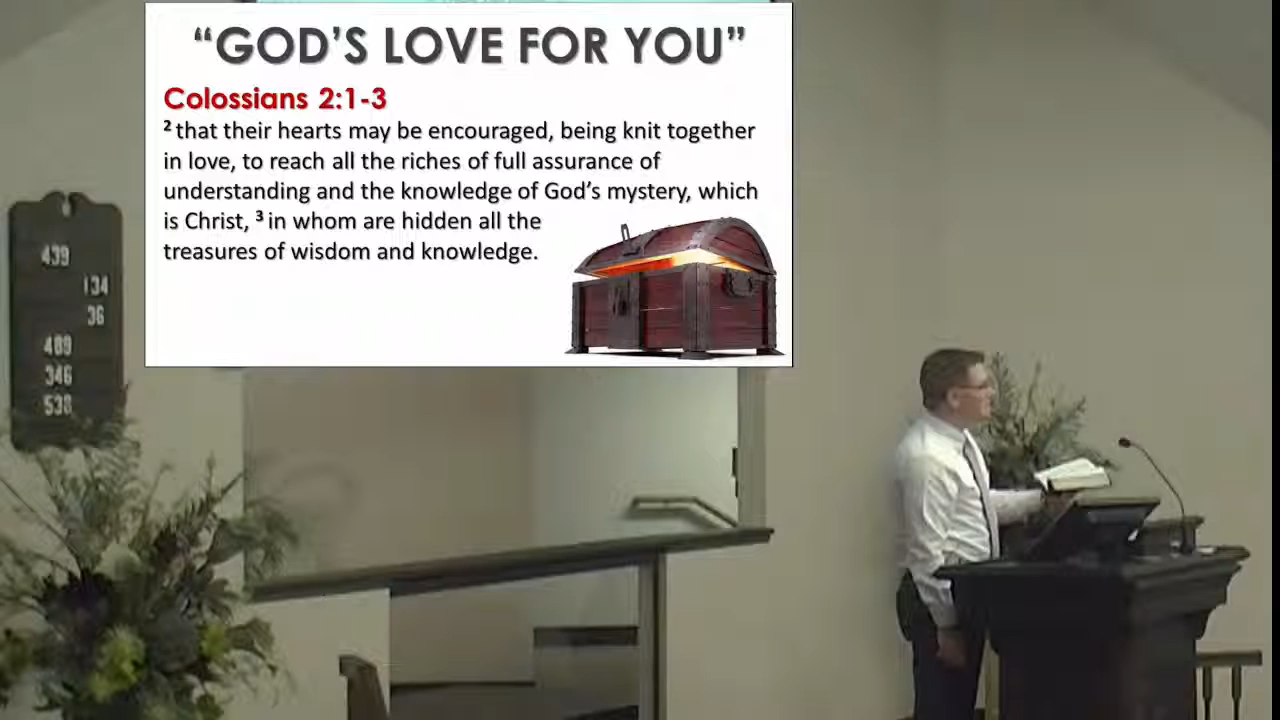 “GOD’S LOVE FOR YOU”
Colossians 2:1-3
2 that their hearts may be encouraged, being knit together
in love, to reach all the riches of full assurance of
understanding and the knowledge of God’s mystery, which
is Christ, 3 in whom are hidden all the
treasures of wisdom and knowledge.
439
134
36
489
346
538